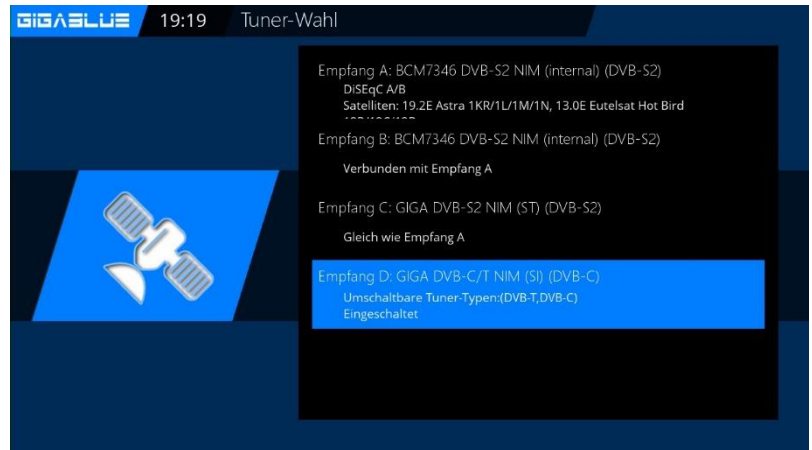 GIGABLUE 19:19 Tuner-Wahl
Empfang A: BCM7346 DVB-S2 NIM (internal) (DVB-S2)
DiSEqC A/B
Satelliten: 19.2E Astra 1KR/1L/1M/1N, 13.0E Eutelsat Hot Bird
Empfang B: BCM7346 DVB-S2 NIM (internal) (DVB-S2)
Verbunden mit Empfang A
Empfang C: GIGA DVB-S2 NIM (ST) (DVB-S2)
Gleich wie Empfang A
Empfang D: GIGA DVB-C/T NIM (SI) (DVB-C)
Umschaltbare Tuner-Typen:(DVB-T,DVB-C)
Eingeschaltet